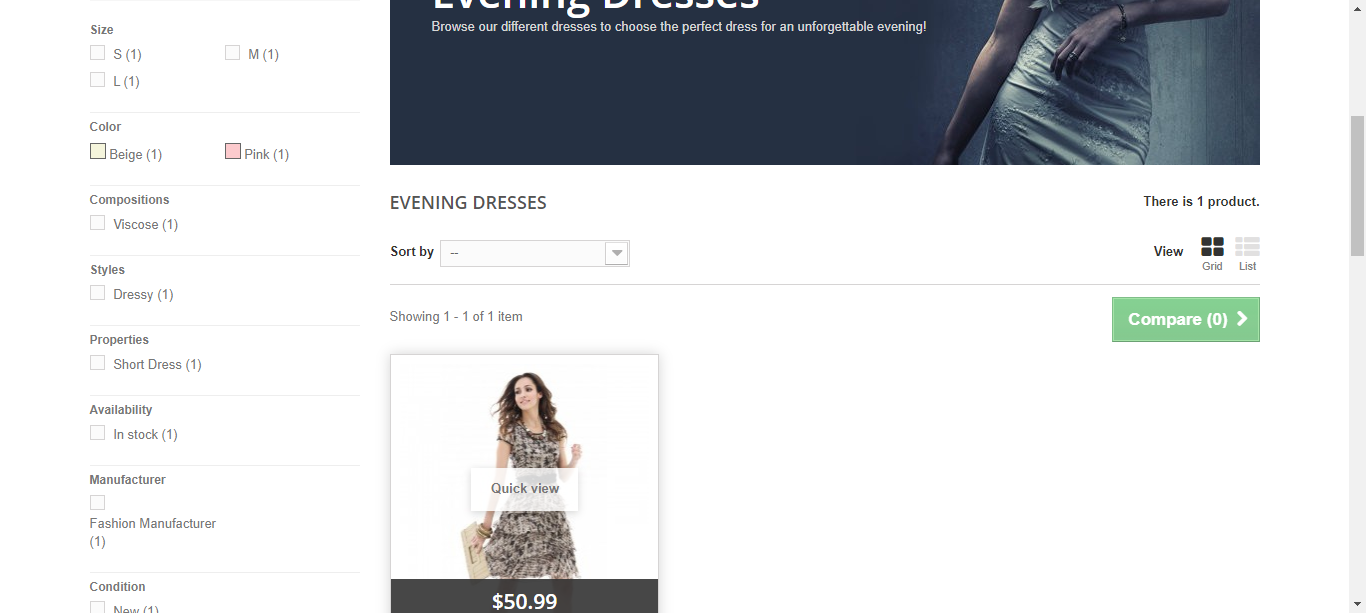 Evening Dresses
Browse our different dresses to choose the perfect dress for an unforgettable evening!
Size
S (1)
M (1)
L (1)
Color
Beige (1)
Pink (1)
Compositions
Viscose (1)
Styles
Dressy (1)
Properties
Short Dress (1)
Availability
In stock (1)
Manufacturer
Fashion Manufacturer
(1)
Condition
New (1)
EVENING DRESSES
There is 1 product.
Sort by
--
View
Grid
List
Showing 1 - 1 of 1 item
Compare (0)
Quick view
$50.99